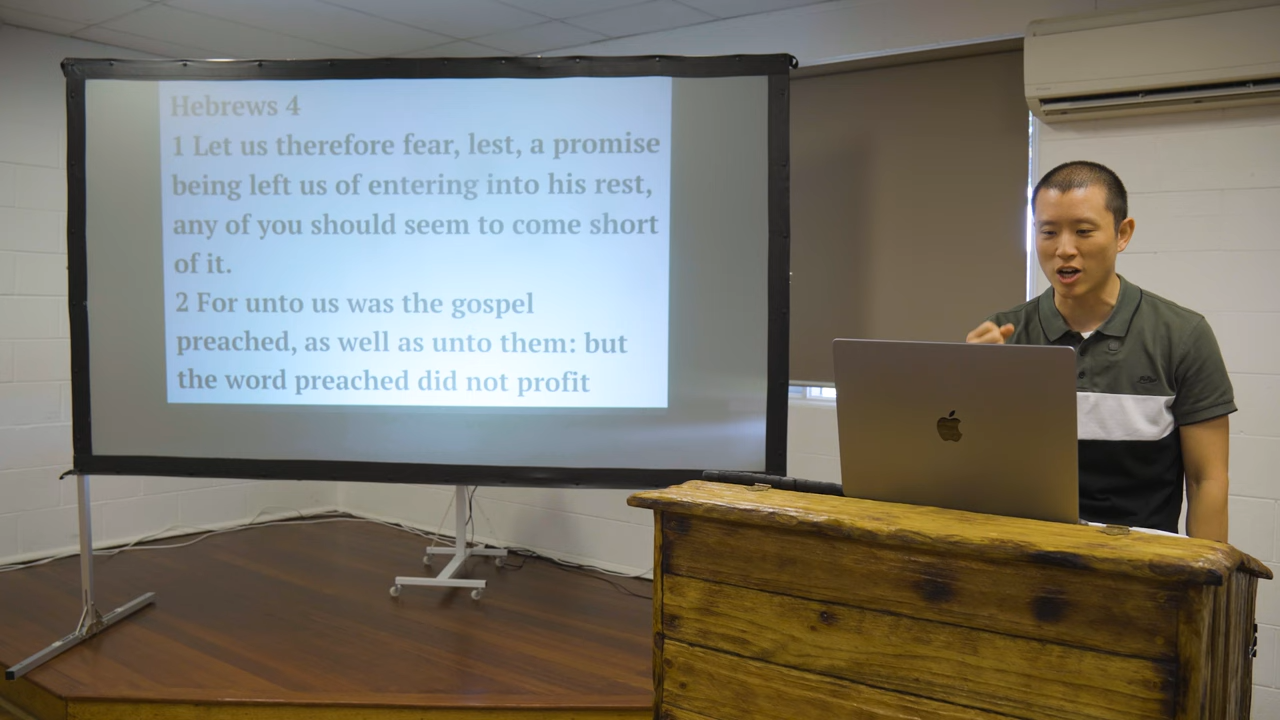 Hebrews 4
1 Let us therefore fear, lest, a promise
being left us of entering into his rest,
any of you should seem to come short
of it.
2 For unto us was the gospel
preached, as well as unto them: but
the word preached did not profit